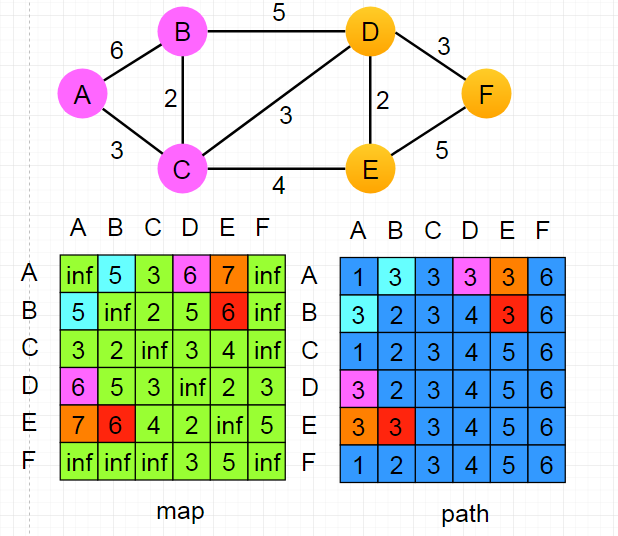 5
B
D
6
3
A
2
2
F
3
3
5
C
E
4
A B C D E F
A inf 5 3 6 7 inf
B 5 inf 2 5 6 inf
C 3 2 inf 3 4 inf
D 6 5 3 inf 2 3
E 7 6 4 2 inf 5
F inf inf inf 3 5 inf
map
A B C D E F
A 1 3 3 3 3 6
B 3 2 3 4 3 6
C 1 2 3 4 5 6
D 3 2 3 4 5 6
E 3 3 3 4 5 6
F 1 2 3 4 5 6
path